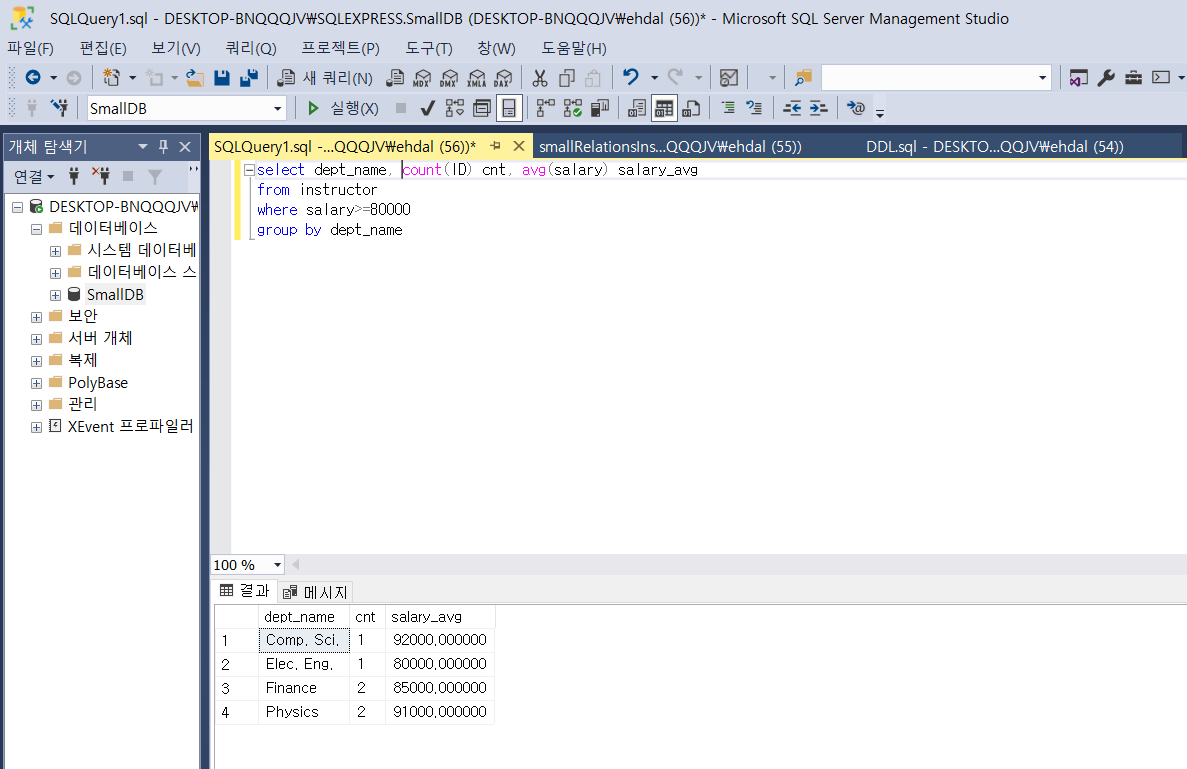 SQLQuery1.sql - DESKTOP-BNQQQJV₩SQLEXPRESS.SmallDB (DESKTOP-BNQQQJV₩ehdal (56))* - Microsoft SQL Server Management Studio
파일(F) 편집(E) 보기(V) 쿼리(Q) 프로젝트(P) 도구(T) 창(W) 도움말(H)
새 쿼리(N) MDX DMX XMLA DAX
SmallDB 실행(X)
개체 탐색기
SQLQuery1.sql -...QQQJV₩ehdal (56))* smallRelationsIns...QQJV₩ehdal (55)) DDL.sql - DESKTO...QQJV₩ehdal (54))
연결
DESKTOP-BNQQQJV₩
데이터베이스
시스템 데이터베
데이터베이스 스
SmallDB
보안
서버 개체
복제
PolyBase
관리
XEvent 프로파일러
select dept_name, count(ID) cnt, avg(salary) salary_avg
from instructor
where salary>=80000
group by dept_name
100 %
결과 메시지
dept_name cnt salary_avg
1 Comp. Sci. 1 92000.000000
2 Elec. Eng. 1 80000.000000
3 Finance 2 85000.000000
4 Physics 2 91000.000000